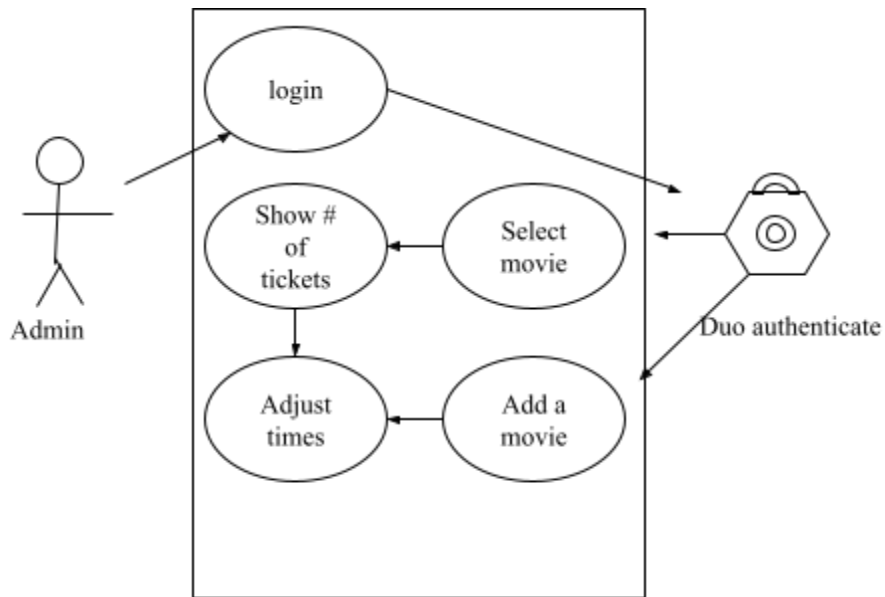 login
Show #
of
tickets
Select
movie
Admin
Duo authenticate
Adjust
times
Add a
movie